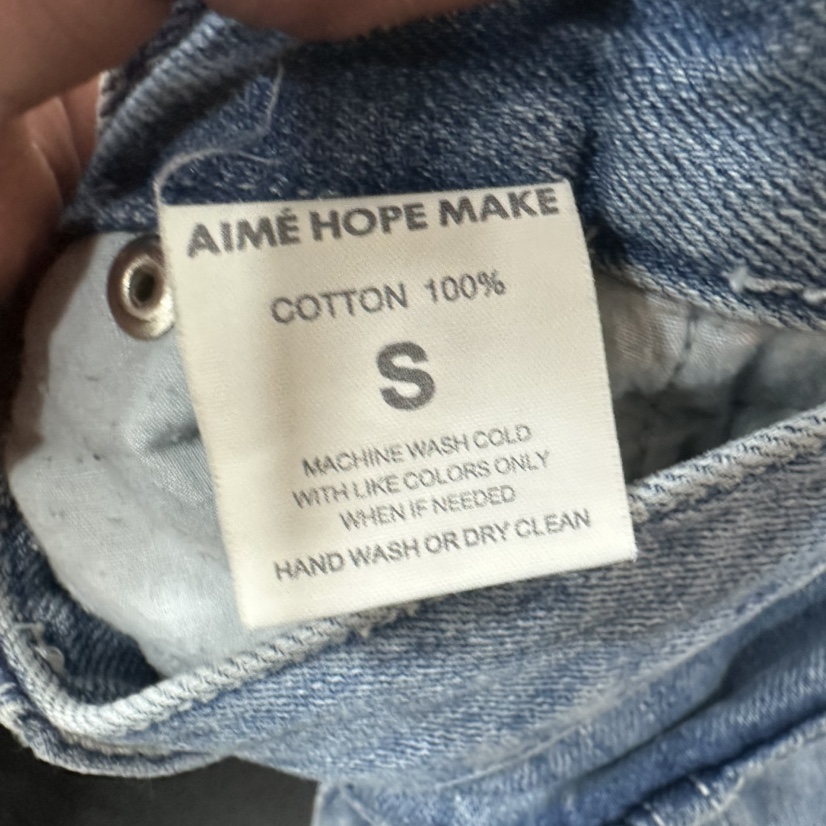 AIMÉ HOPE MAKE
COTTON 100%
S
MACHINE WASH COLD
WITH LIKE COLORS ONLY
WHEN IF NEEDED
HAND WASH OR DRY CLEAN